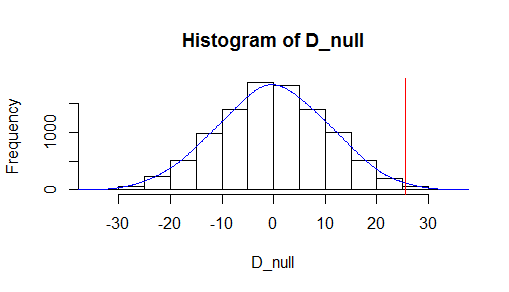 Histogram of D_null
Frequency
1000
0
-30 -20 -10 0 10 20 30
D_null